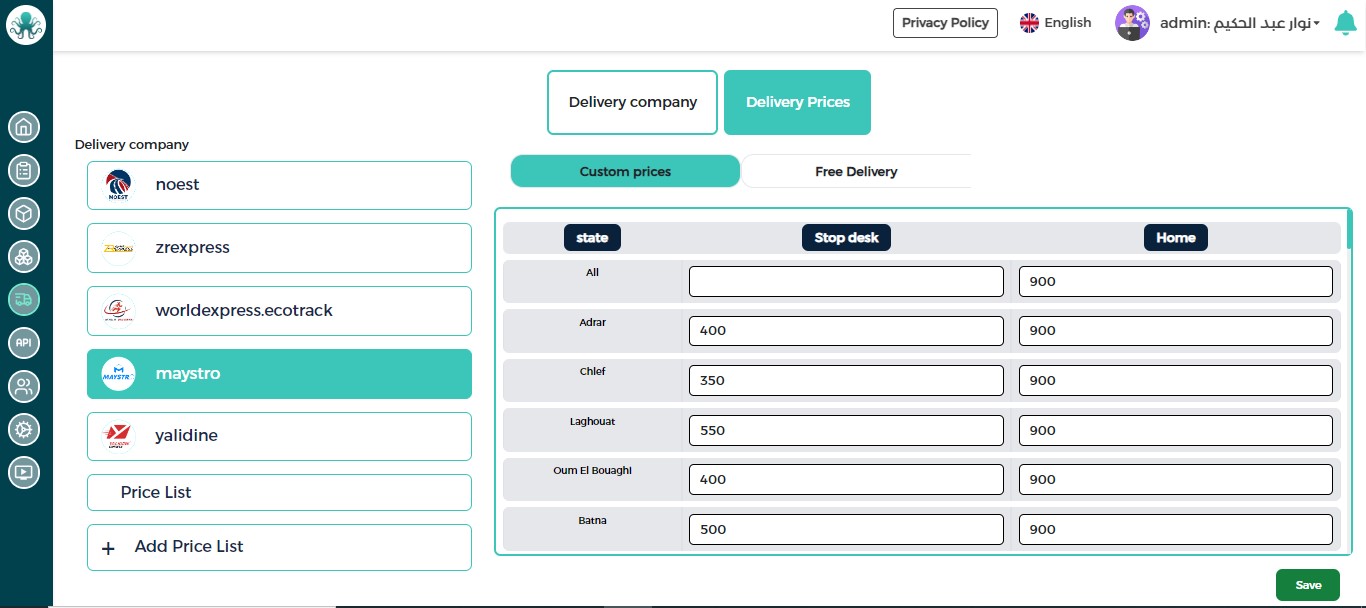 Privacy Policy
English
admin: نوار عبد الحكيم
Delivery company
Delivery Prices
Delivery company
noest
zrexpress
worldexpress.ecotrack
maystro
yalidine
Price List
+ Add Price List
Custom prices
Free Delivery
state Stop desk Home
All 900
Adrar 400 900
Chlef 350 900
Laghouat 550 900
Oum El Bouaghi 400 900
Batna 500 900
Save
API
NOEST